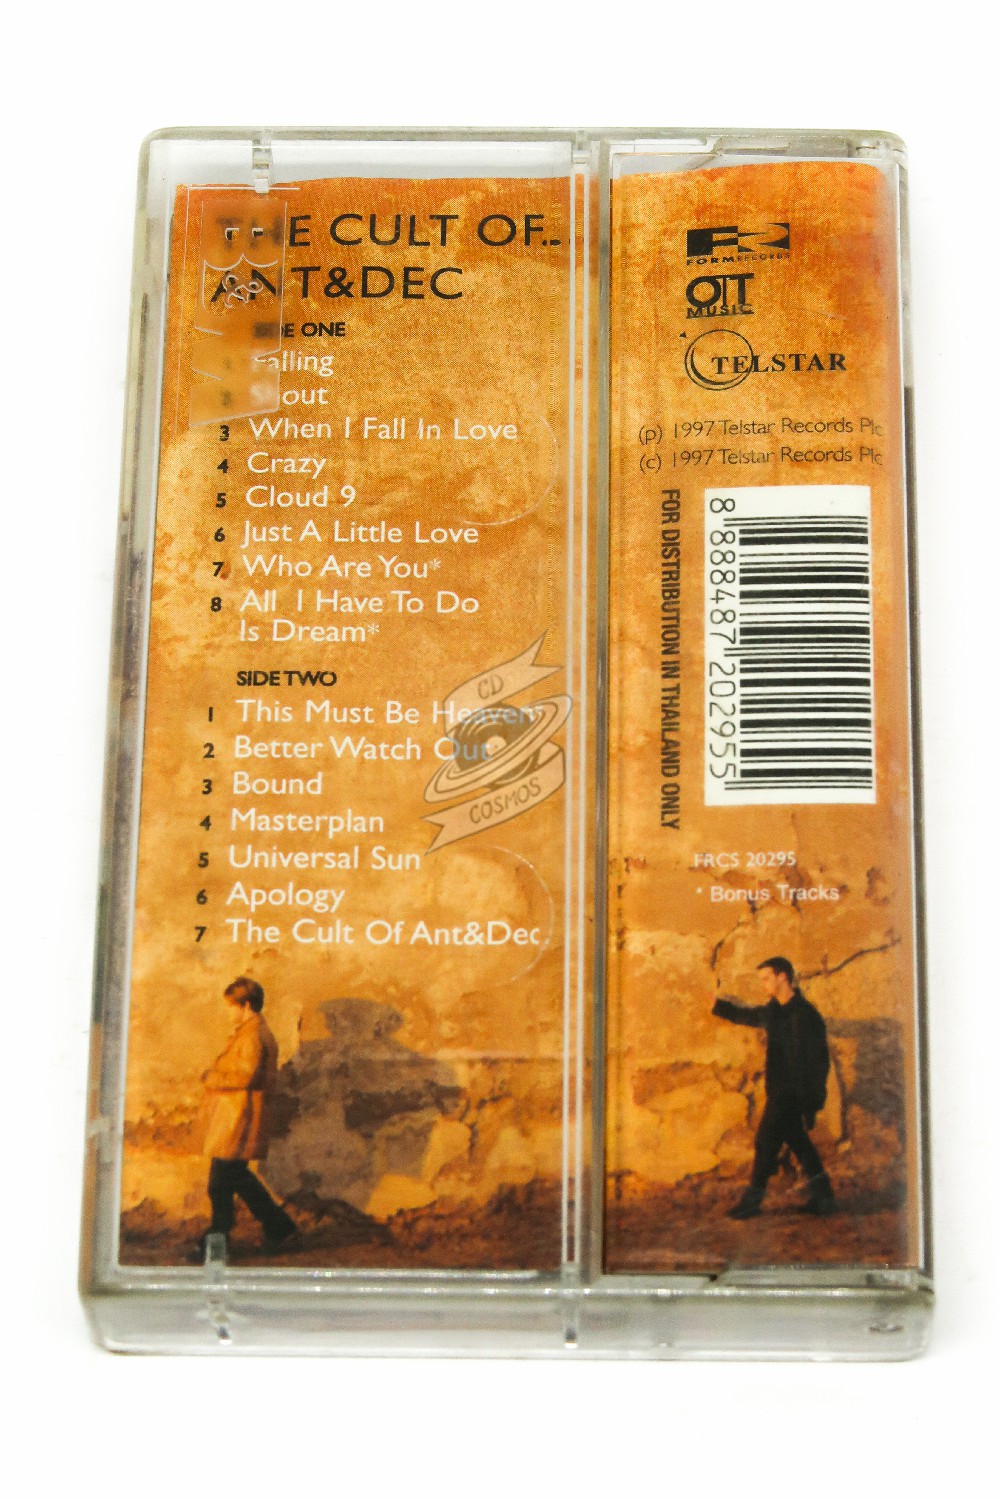 THE CULT OF...
ANT&DEC
SIDE ONE
Falling
Shout
3 When I Fall In Love
4 Crazy
5 Cloud 9
6 Just A Little Love
7 Who Are You*
8 All I Have To Do
Is Dream*
SIDE TWO
1 This Must Be Heaven*
2 Better Watch Out
3 Bound
4 Masterplan
5 Universal Sun
6 Apology
7 The Cult Of Ant&Dec
CD
COSMOS
FORM RECORDS
OTT
MUSIC
TELSTAR
(p) 1997 Telstar Records Plc
(c) 1997 Telstar Records Plc
FOR DISTRIBUTION IN THAILAND ONLY
8 888487 202955
FRCS 20295
* Bonus Tracks